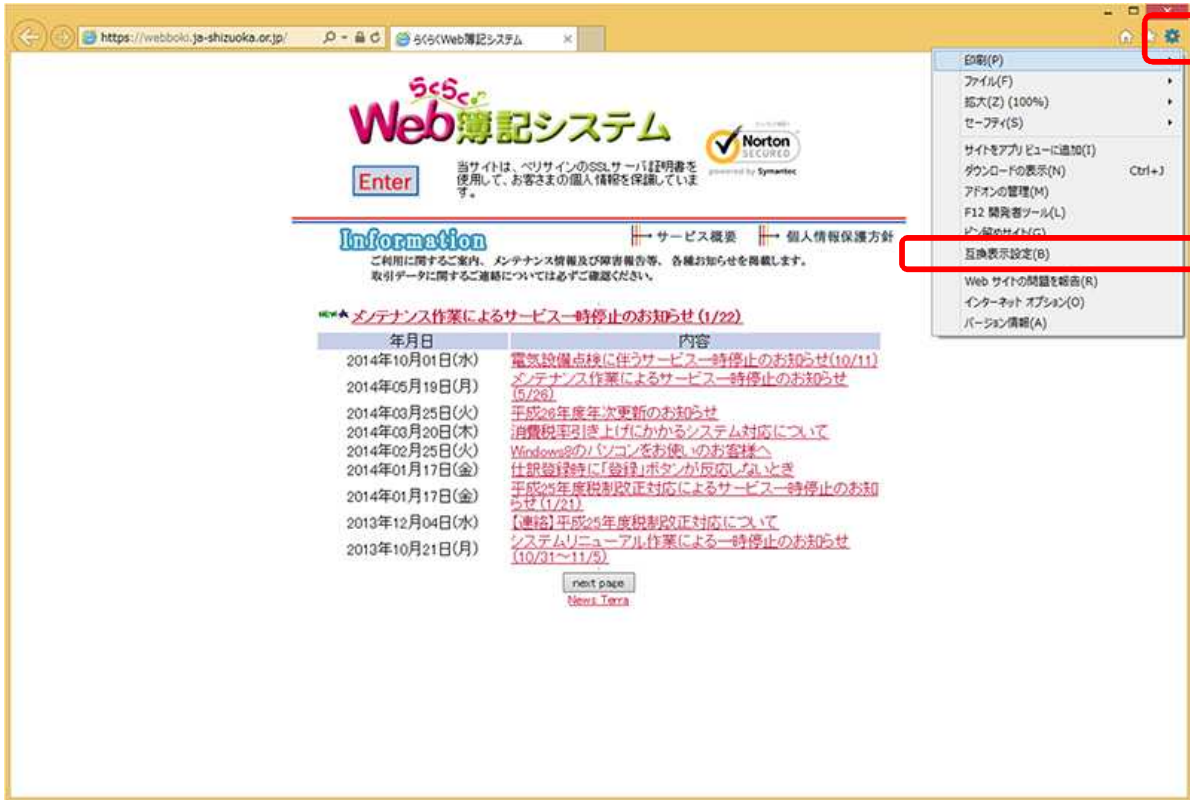 https://webboki.ja-shizuoka.or.jp/
らくらくWeb簿記システム
らくらく
Web簿記システム
Norton
SECURED
powered by Symantec
Enter
当サイトは、ベリサインのSSLサーバ証明書を
使用して、お客さまの個人情報を保護していま
す。
Information
サービス概要
個人情報保護方針
ご利用に関するご案内、メンテナンス情報及び障害報告等、各種お知らせを掲載します。
取引データに関するご連絡については必ずご確認ください。
NEW メンテナンス作業によるサービス一時停止のお知らせ(1/22)
年月日 内容
2014年10月01日(水) 電気設備点検に伴うサービス一時停止のお知らせ(10/11)
2014年05月19日(月) メンテナンス作業によるサービス一時停止のお知らせ
(5/26)
2014年03月25日(火) 平成26年度年次更新のお知らせ
2014年03月20日(木) 消費税率引き上げにかかるシステム対応について
2014年02月25日(火) Windows8のパソコンをお使いのお客様へ
2014年01月17日(金) 仕訳登録時に「登録」ボタンが反応しないとき
2014年01月17日(金) 平成25年度税制改正対応によるサービス一時停止のお知
らせ(1/21)
2013年12月04日(水) 【連絡】平成25年度税制改正対応について
2013年10月21日(月) システムリニューアル作業による一時停止のお知らせ
(10/31～11/5)
next page
News Terra
印刷(P)
ファイル(F)
拡大(Z) (100%)
セーフティ(S)
サイトをアプリ ビューに追加(I)
ダウンロードの表示(N) Ctrl+J
アドオンの管理(M)
F12 開発者ツール(L)
ピン留めサイト(G)
互換表示設定(B)
Web サイトの問題を報告(R)
インターネット オプション(O)
バージョン情報(A)